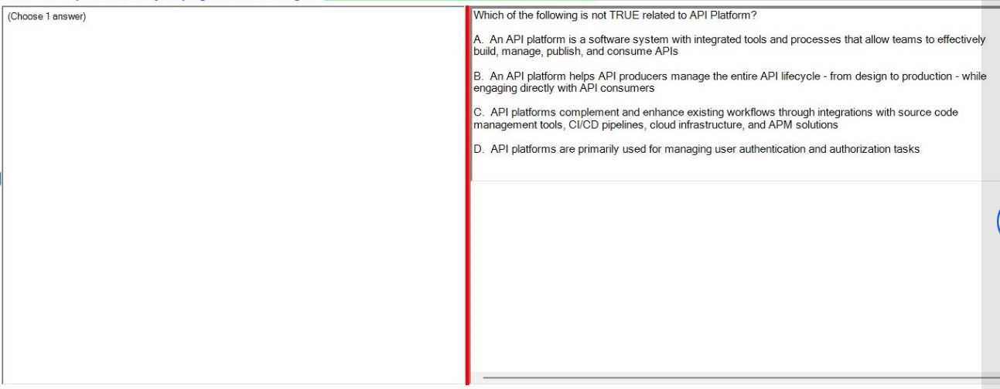 (Choose 1 answer)
Which of the following is not TRUE related to API Platform?
A. An API platform is a software system with integrated tools and processes that allow teams to effectively
build, manage, publish, and consume APIs
B. An API platform helps API producers manage the entire API lifecycle - from design to production - while
engaging directly with API consumers
C. API platforms complement and enhance existing workflows through integrations with source code
management tools, CI/CD pipelines, cloud infrastructure, and APM solutions
D. API platforms are primarily used for managing user authentication and authorization tasks